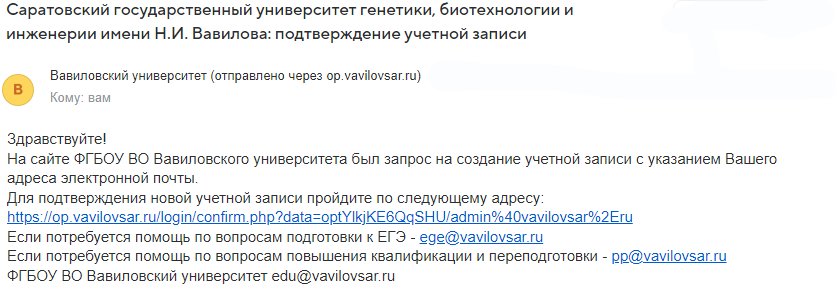 Саратовский государственный университет генетики, биотехнологии и
инженерии имени Н.И. Вавилова: подтверждение учетной записи
В
Вавиловский университет (отправлено через op.vavilovsar.ru)
Кому: вам
Здравствуйте!
На сайте ФГБОУ ВО Вавиловского университета был запрос на создание учетной записи с указанием Вашего
адреса электронной почты.
Для подтверждения новой учетной записи пройдите по следующему адресу:
https://op.vavilovsar.ru/login/confirm.php?data=optYlkjKE6QqSHU/admin%40vavilovsar%2Eru
Если потребуется помощь по вопросам подготовки к ЕГЭ - ege@vavilovsar.ru
Если потребуется помощь по вопросам повышения квалификации и переподготовки - pp@vavilovsar.ru
ФГБОУ ВО Вавиловский университет edu@vavilovsar.ru